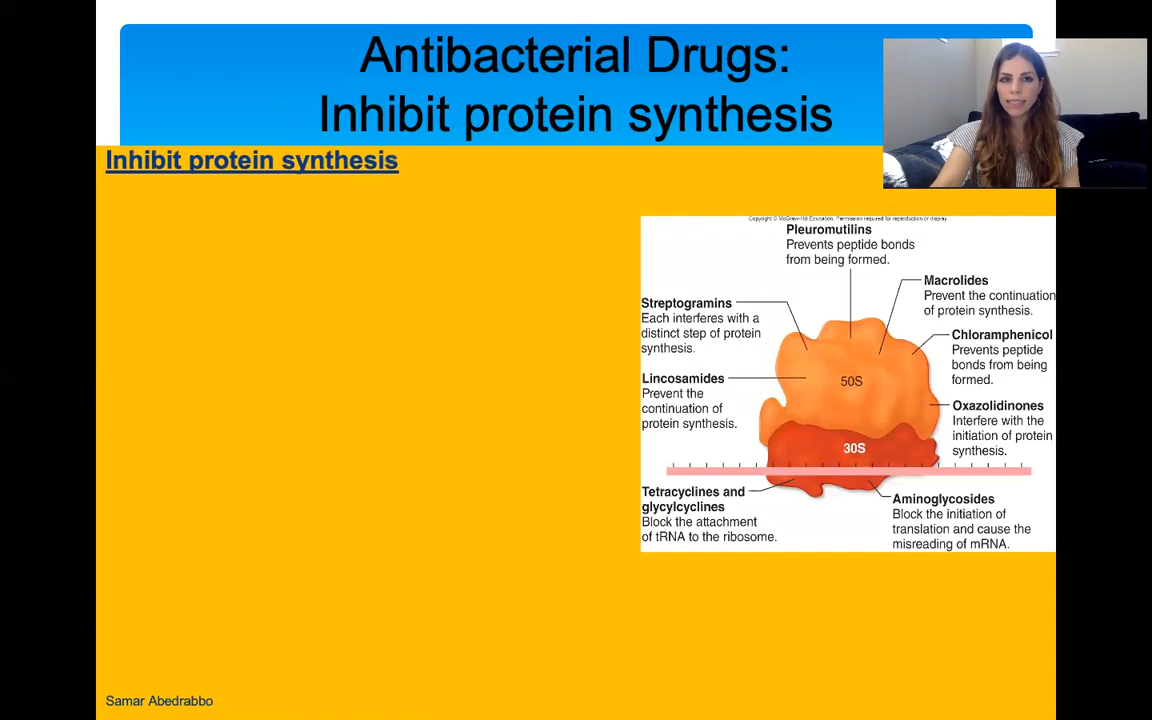 Antibacterial Drugs:
Inhibit protein synthesis
Inhibit protein synthesis
Copyright © McGraw-Hill Education. Permission required for reproduction or display
Pleuromutilins
Prevents peptide bonds
from being formed.
Macrolides
Prevent the continuation
of protein synthesis.
Streptogramins
Each interferes with a
distinct step of protein
synthesis.
Chloramphenicol
Prevents peptide
bonds from being
formed.
Lincosamides
Prevent the
continuation of
protein synthesis.
50S
Oxazolidinones
Interfere with the
initiation of protein
synthesis.
30S
Tetracyclines and
glycylcyclines
Block the attachment
of tRNA to the ribosome.
Aminoglycosides
Block the initiation of
translation and cause the
misreading of mRNA.
Samar Abedrabbo